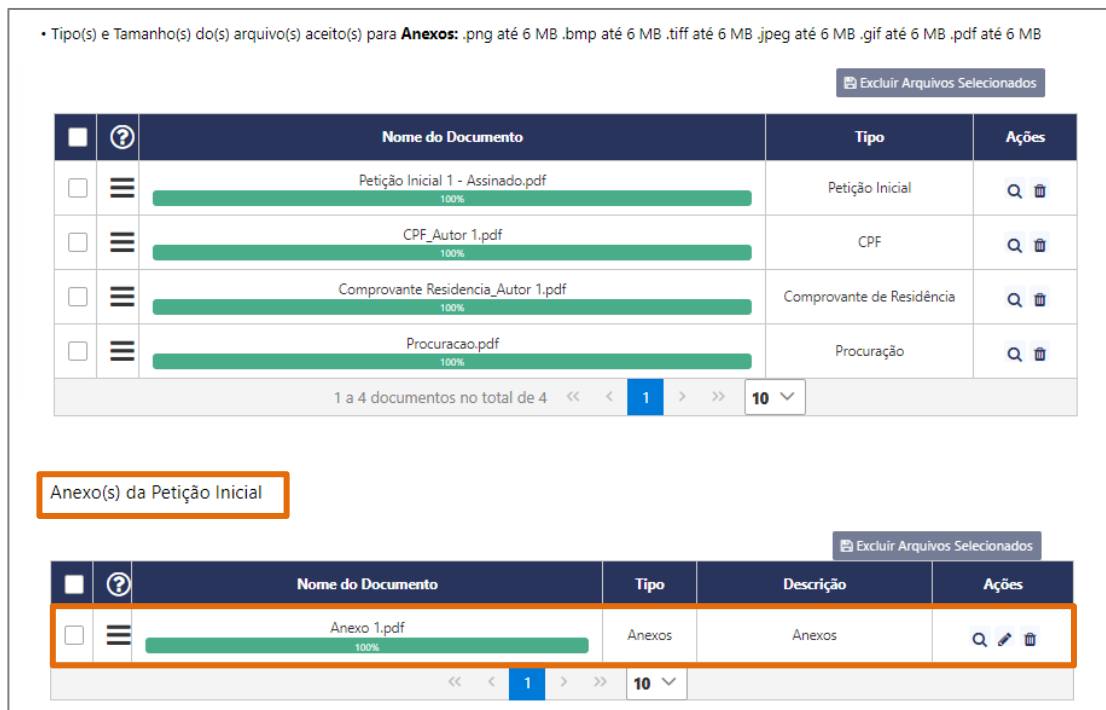 • Tipo(s) e Tamanho(s) do(s) arquivo(s) aceito(s) para Anexos: .png até 6 MB .bmp até 6 MB .tiff até 6 MB .jpeg até 6 MB .gif até 6 MB .pdf até 6 MB
Excluir Arquivos Selecionados
Nome do Documento Tipo Ações
Petição Inicial 1 - Assinado.pdf
100%
Petição Inicial
CPF_Autor 1.pdf
100%
CPF
Comprovante Residencia_Autor 1.pdf
100%
Comprovante de Residência
Procuracao.pdf
100%
Procuração
1 a 4 documentos no total de 4 << < 1 > >> 10
Anexo(s) da Petição Inicial
Excluir Arquivos Selecionados
Nome do Documento Tipo Descrição Ações
Anexo 1.pdf
100%
Anexos Anexos
<< < 1 > >> 10